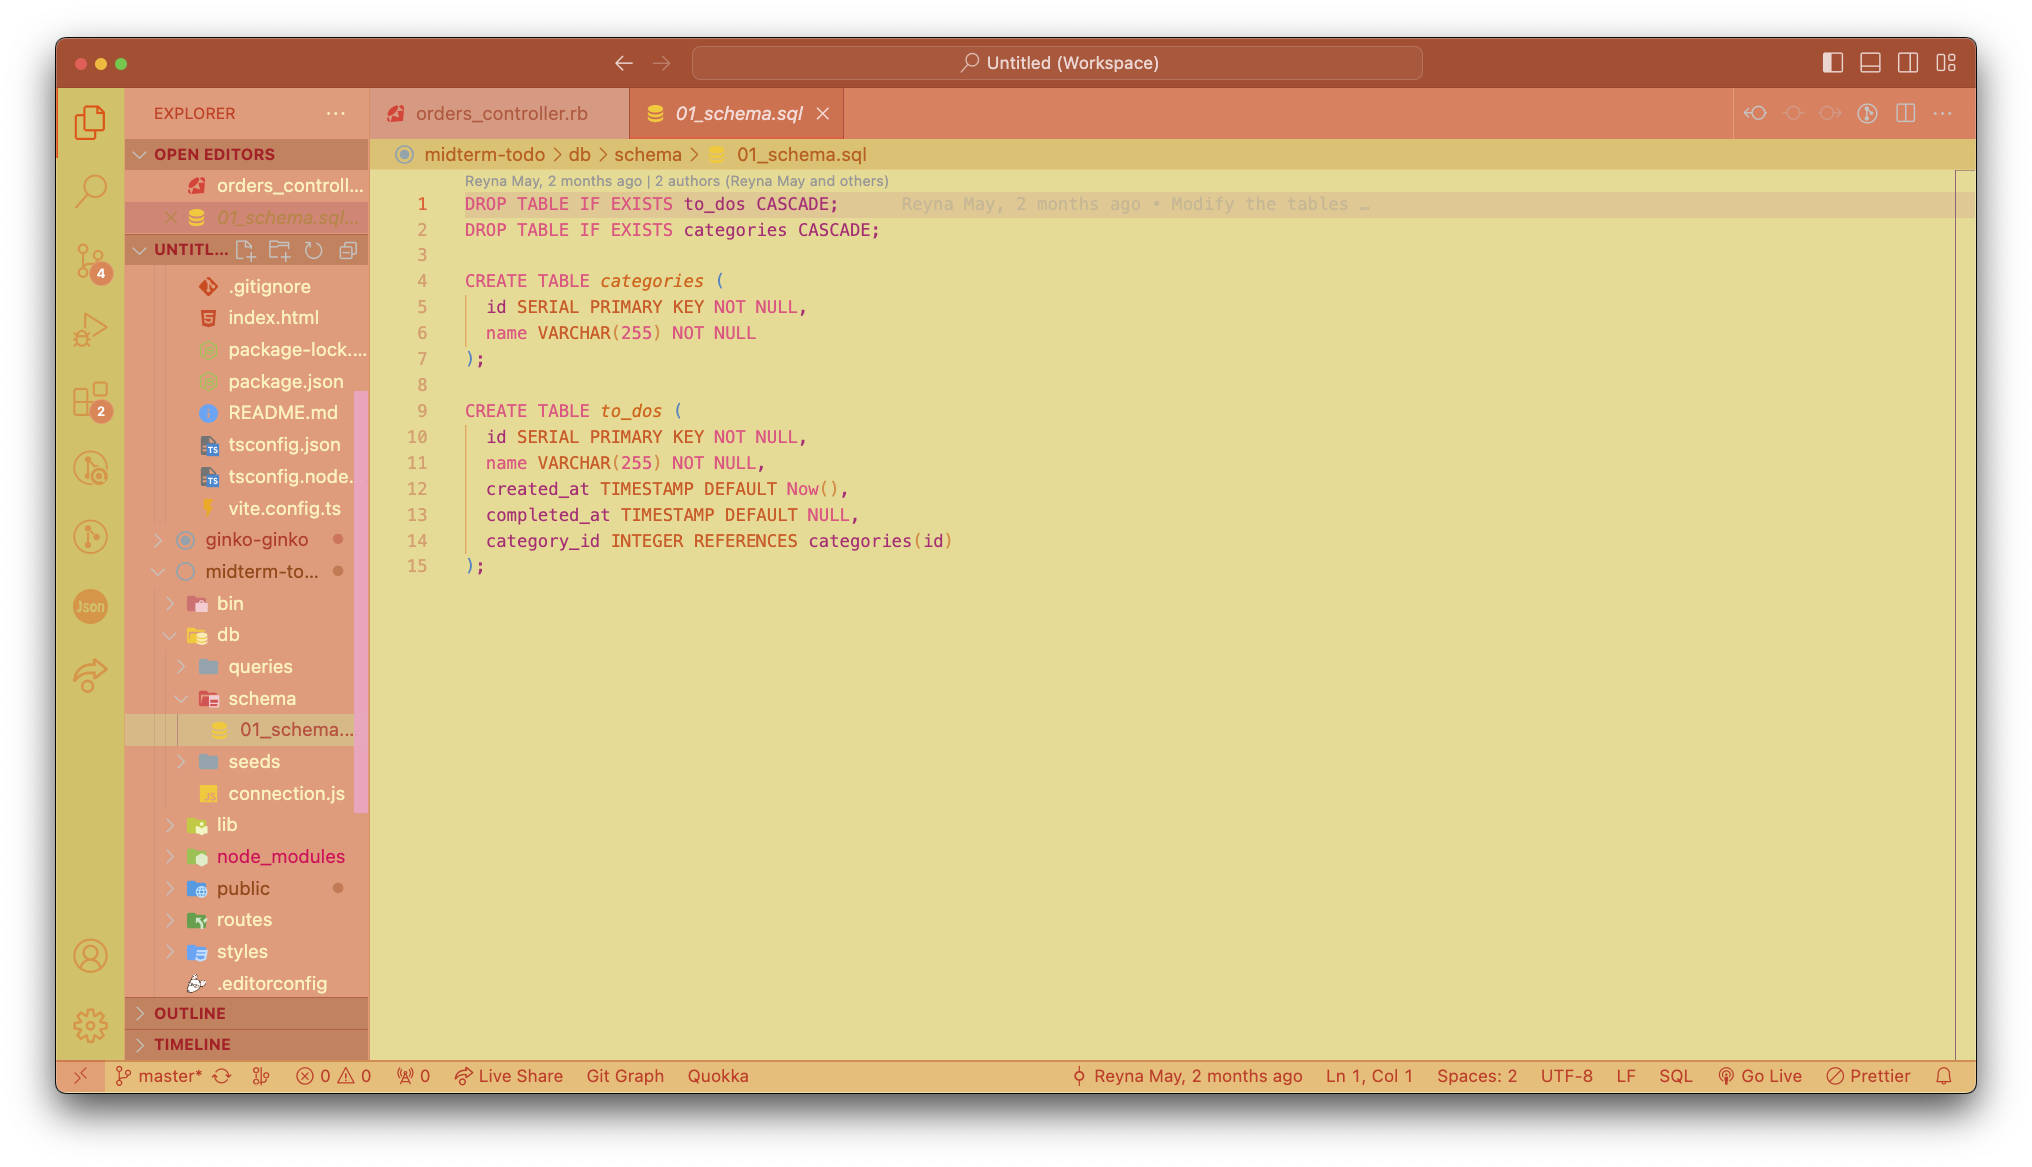 Untitled (Workspace)
EXPLORER
OPEN EDITORS
orders_controll...
01_schema.sql...
UNTITL...
.gitignore
index.html
package-lock....
package.json
README.md
tsconfig.json
tsconfig.node.
vite.config.ts
ginko-ginko
midterm-to...
bin
db
queries
schema
01_schema...
seeds
connection.js
lib
node_modules
public
routes
styles
.editorconfig
OUTLINE
TIMELINE
4
2
Json
orders_controller.rb
01_schema.sql
midterm-todo > db > schema > 01_schema.sql
Reyna May, 2 months ago | 2 authors (Reyna May and others)
1 DROP TABLE IF EXISTS to_dos CASCADE; Reyna May, 2 months ago • Modify the tables …
2 DROP TABLE IF EXISTS categories CASCADE;
3
4 CREATE TABLE categories (
5 id SERIAL PRIMARY KEY NOT NULL,
6 name VARCHAR(255) NOT NULL
7 );
8
9 CREATE TABLE to_dos (
10 id SERIAL PRIMARY KEY NOT NULL,
11 name VARCHAR(255) NOT NULL,
12 created_at TIMESTAMP DEFAULT Now(),
13 completed_at TIMESTAMP DEFAULT NULL,
14 category_id INTEGER REFERENCES categories(id)
15 );
master* 0 0 0 Live Share Git Graph Quokka Reyna May, 2 months ago Ln 1, Col 1 Spaces: 2 UTF-8 LF SQL Go Live Prettier